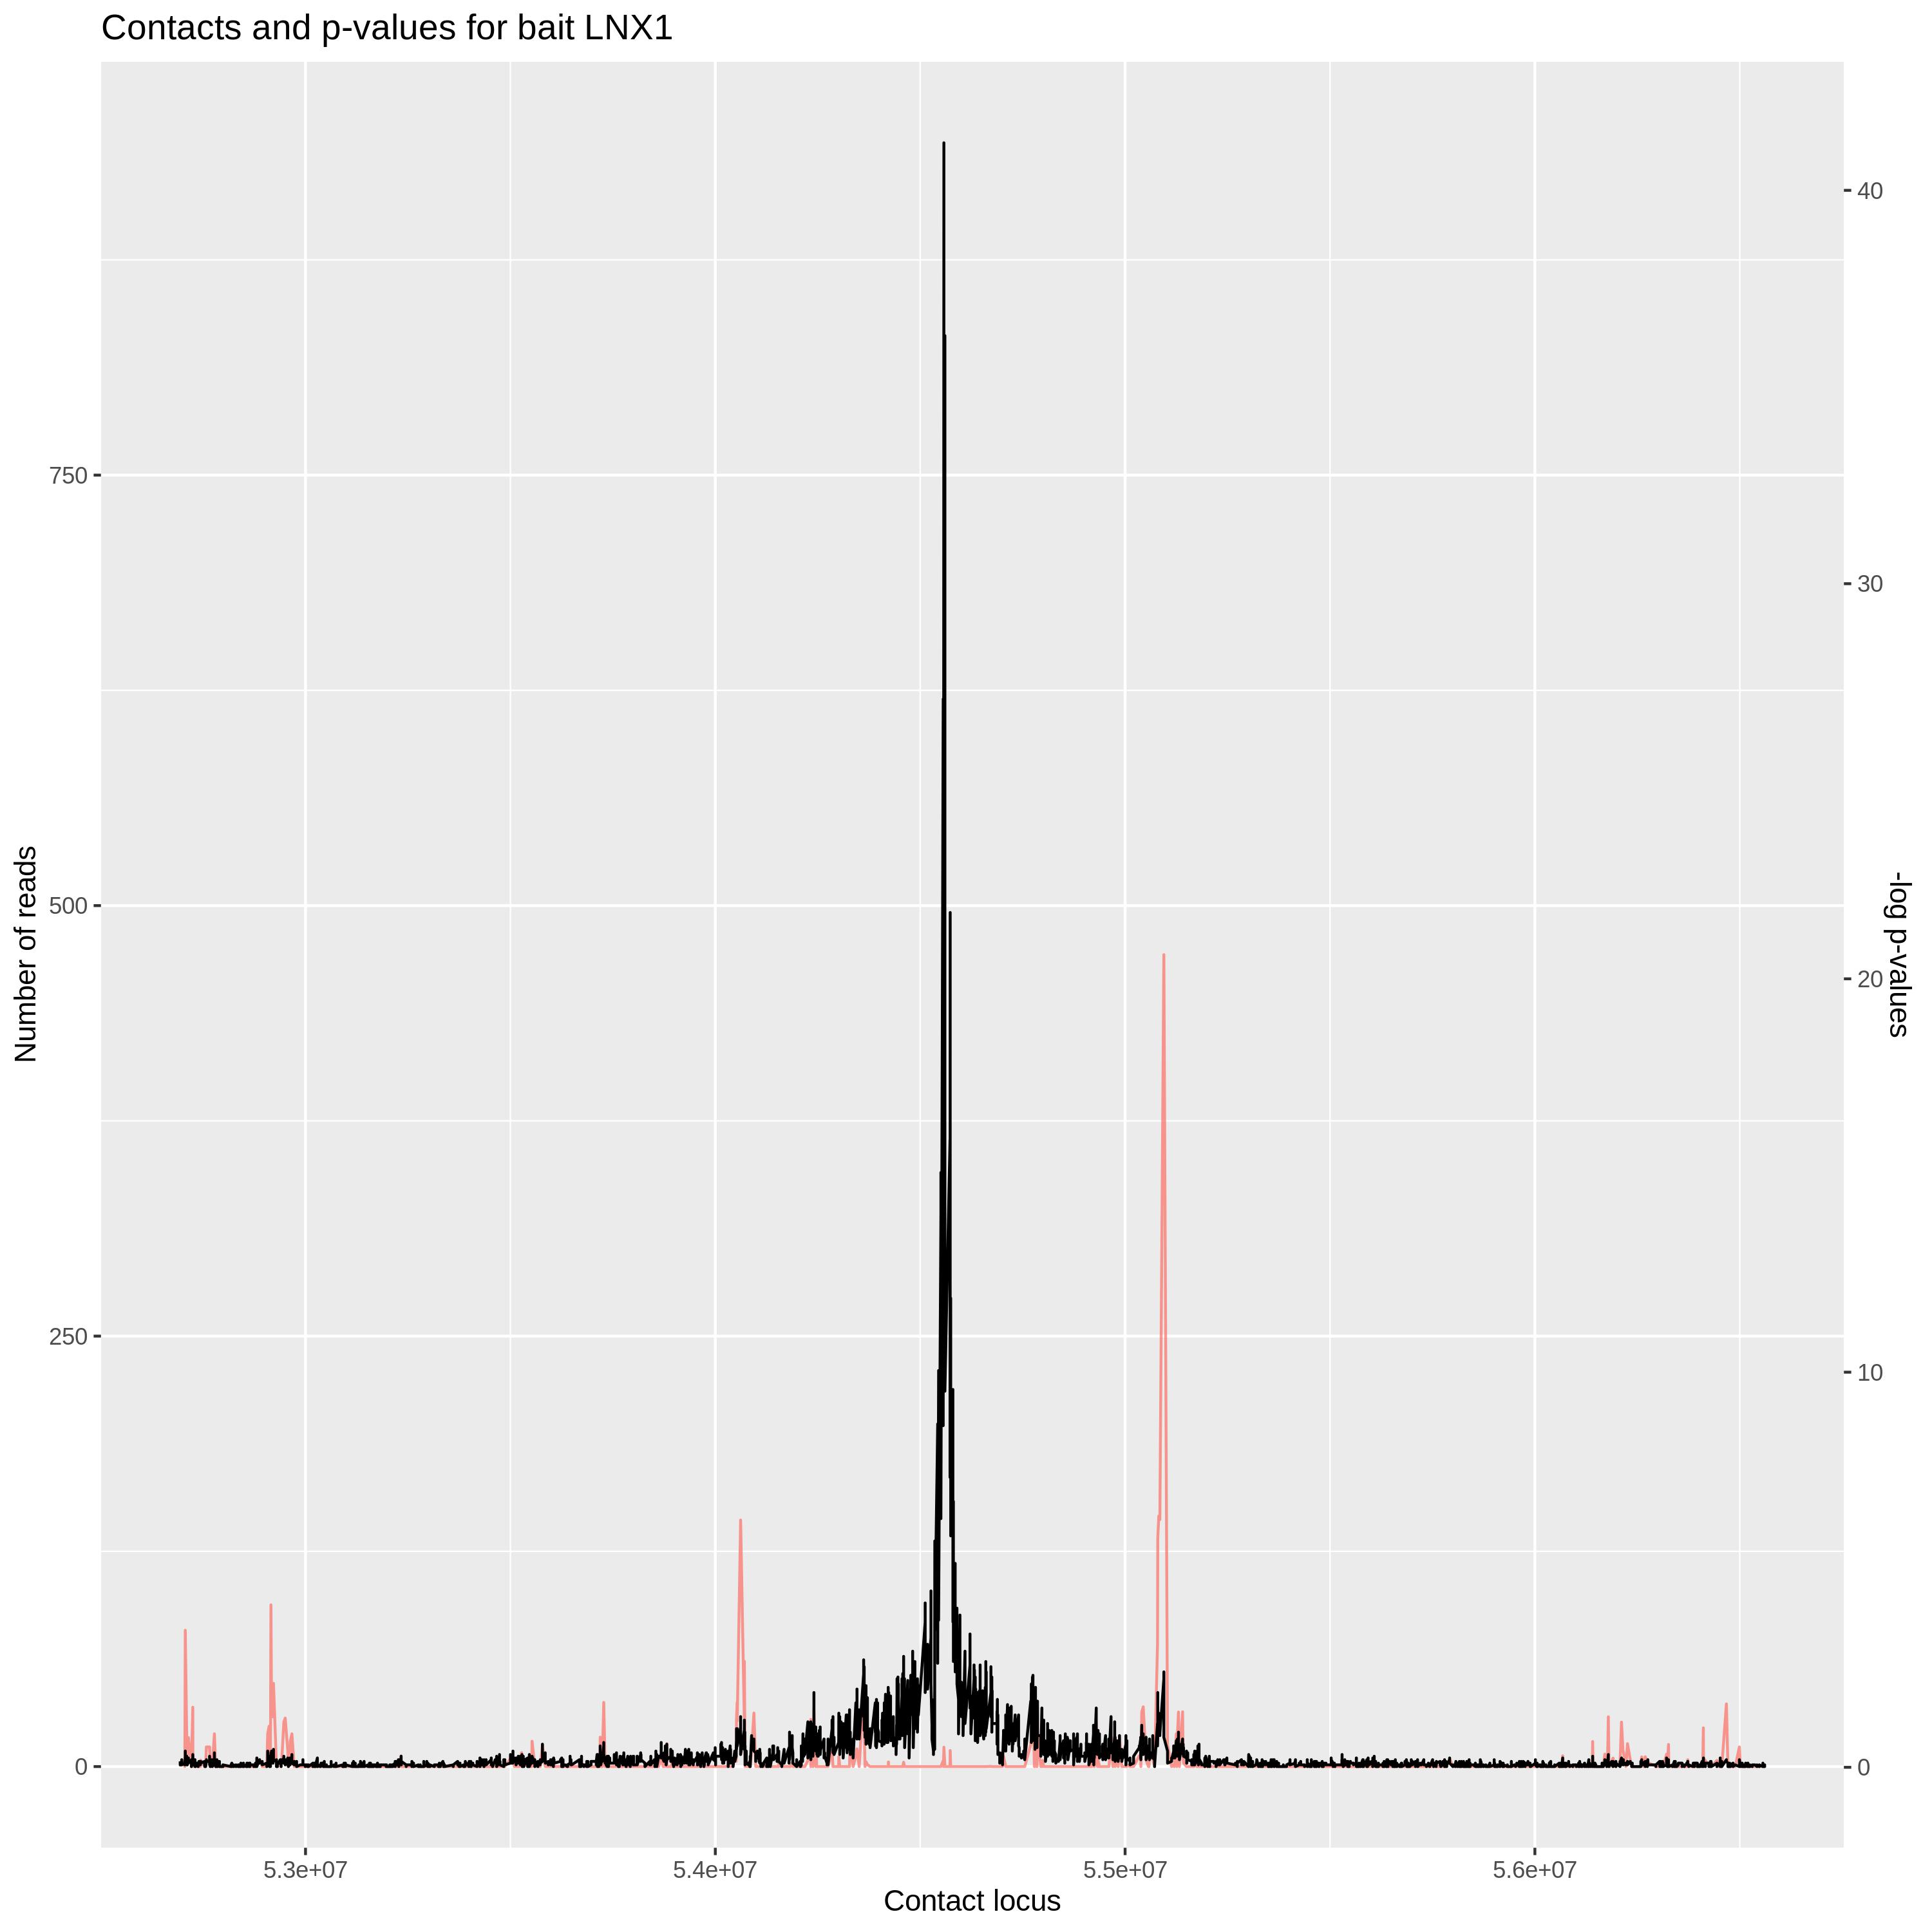 Contacts and p-values for bait LNX1
40
750
30
Number of reads
500
-log p-values
20
250
10
0
0
5.3e+07
5.4e+07
5.5e+07
5.6e+07
Contact locus